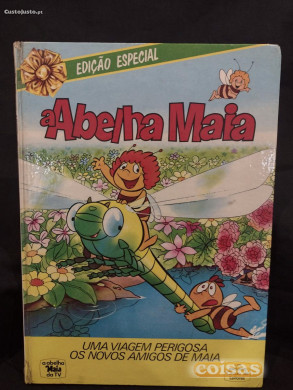 CustoJusto.pt
EDIÇÃO ESPECIAL
a Abelha Maia
UMA VIAGEM PERIGOSA
OS NOVOS AMIGOS DE MAIA
a abelha
Maia
da TV
coisas